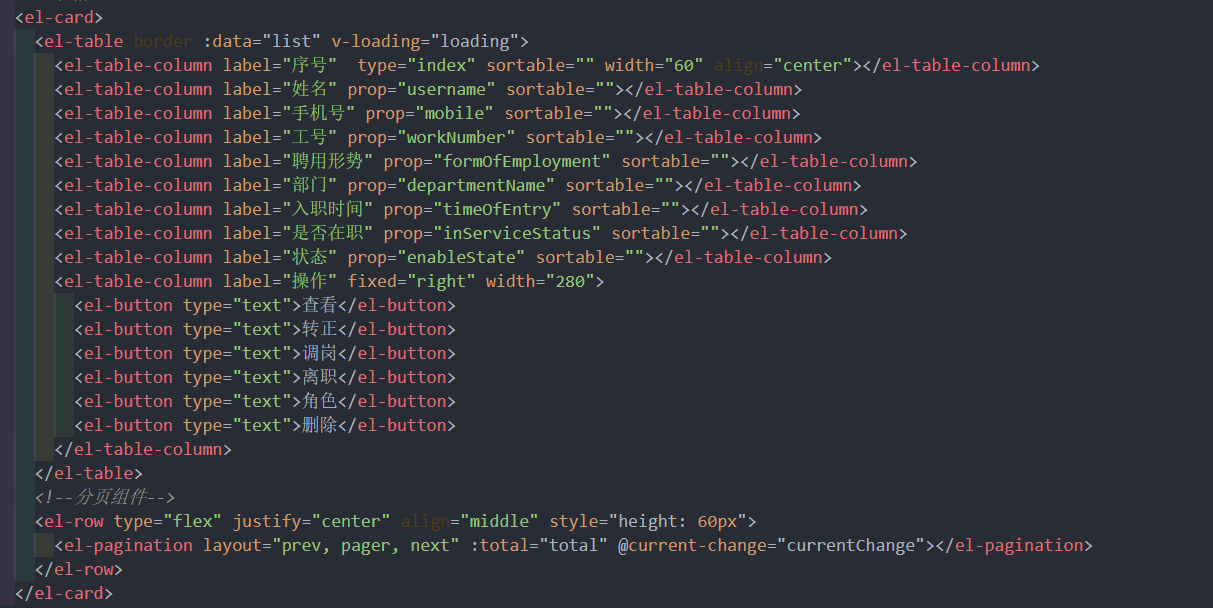 <el-card>
<el-table border :data="list" v-loading="loading">
<el-table-column label="序号"  type="index" sortable="" width="60" align="center"></el-table-column>
<el-table-column label="姓名" prop="username" sortable=""></el-table-column>
<el-table-column label="手机号" prop="mobile" sortable=""></el-table-column>
<el-table-column label="工号" prop="workNumber" sortable=""></el-table-column>
<el-table-column label="聘用形势" prop="formOfEmployment" sortable=""></el-table-column>
<el-table-column label="部门" prop="departmentName" sortable=""></el-table-column>
<el-table-column label="入职时间" prop="timeOfEntry" sortable=""></el-table-column>
<el-table-column label="是否在职" prop="inServiceStatus" sortable=""></el-table-column>
<el-table-column label="状态" prop="enableState" sortable=""></el-table-column>
<el-table-column label="操作" fixed="right" width="280">
<el-button type="text">查看</el-button>
<el-button type="text">转正</el-button>
<el-button type="text">调岗</el-button>
<el-button type="text">离职</el-button>
<el-button type="text">角色</el-button>
<el-button type="text">删除</el-button>
</el-table-column>
</el-table>
<!--分页组件-->
<el-row type="flex" justify="center" align="middle" style="height: 60px">
<el-pagination layout="prev, pager, next" :total="total" @current-change="currentChange"></el-pagination>
</el-row>
</el-card>